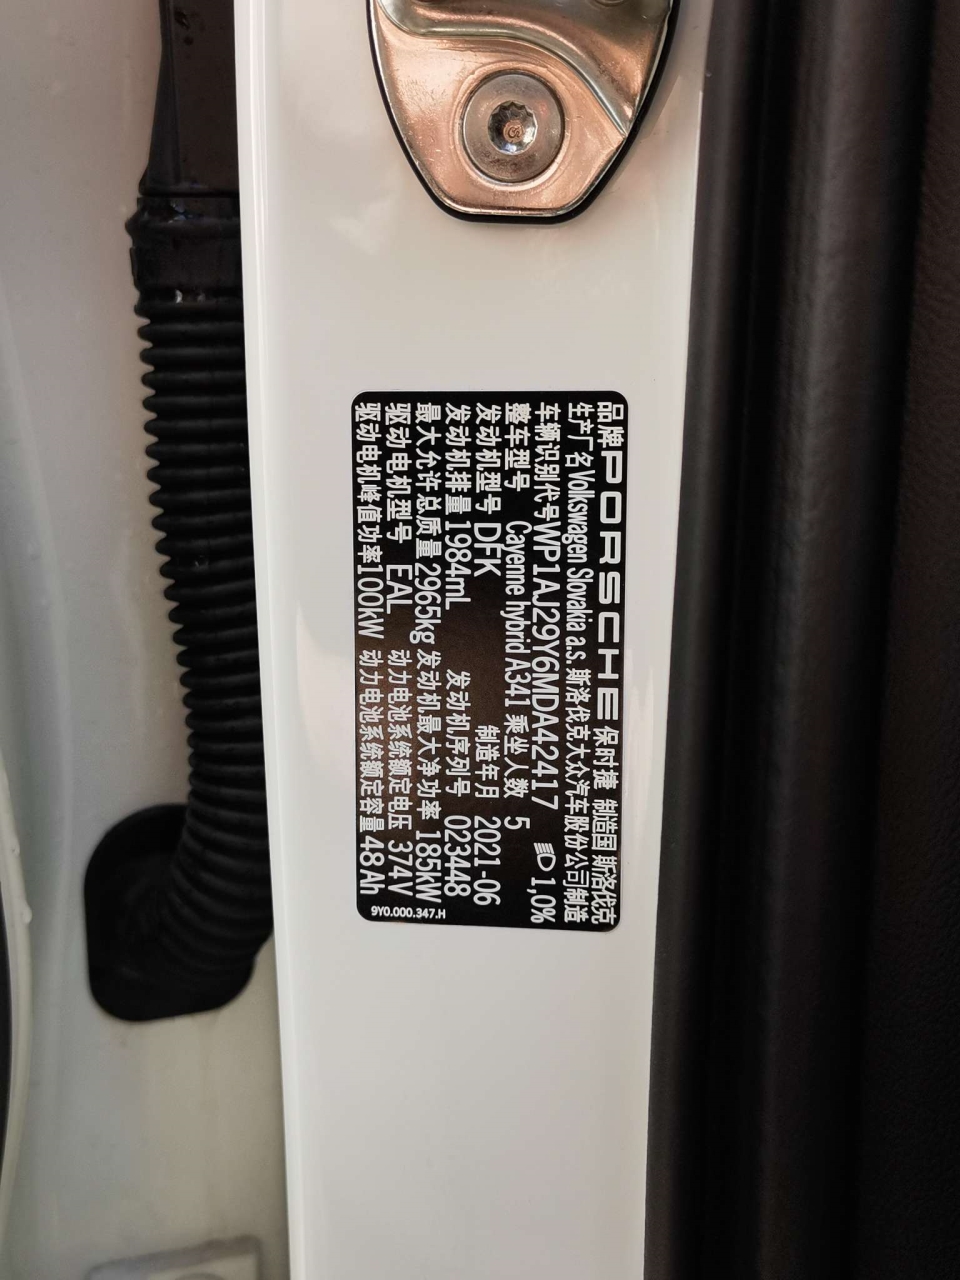 品牌PORSCHE 保时捷 制造国 斯洛伐克
生产厂名Volkswagen Slovakia a.s. 斯洛伐克大众汽车股份公司制造
车辆识别代号WP1AJ29Y6MDA42417 1,0%
整车型号 Cayenne hybrid A341 乘坐人数 5
发动机型号 DFK 制造年月 2021-06
发动机排量1984mL 发动机序列号 023448
最大允许总质量2965kg 发动机最大净功率 185kW
驱动电机型号 EAL 动力电池系统额定电压 374V
驱动电机峰值功率100kW 动力电池系统额定容量48Ah
9Y0.000.347.H